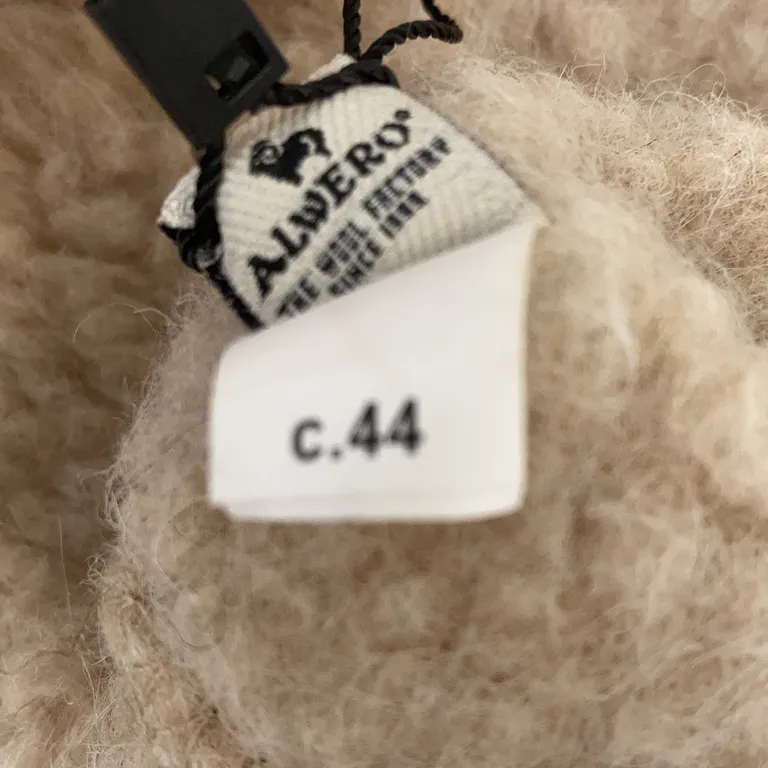 ALWERO®
THE WOOL FACTORY
SINCE 1988
c.44